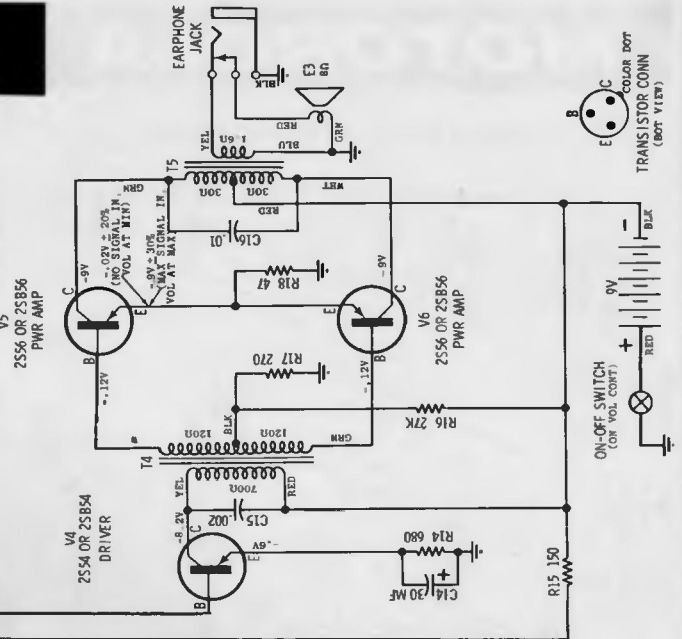 EARPHONE
JACK
BLK
E3
8Ω
RED
YEL
1.6Ω
BLU
GRN
T5
GRN
30Ω
30Ω
WHT
RED
C16 .01
-9V
-.02V ± 20%
(NO SIGNAL IN,
VOL AT MIN)
-.9V ± 30%
(MAX SIGNAL IN
VOL AT MAX)
C
E
B
V5
2S56 OR 2SB56
PWR AMP
-.12V
R18 47
-9V
C
E
B
V6
2S56 OR 2SB56
PWR AMP
-.12V
R17 270
BLK
R16 27K
120Ω
120Ω
GRN
T4
YEL
700Ω
RED
C15
.002
-8.2V
C
E
B
-.6V
V4
2S54 OR 2SB54
DRIVER
R14 680
C14 30 MF
+
R15 150
B
C
E
COLOR DOT
TRANSISTOR CONN
(BOT VIEW)
-
BLK
9V
+
RED
ON-OFF SWITCH
(ON VOL CONT)